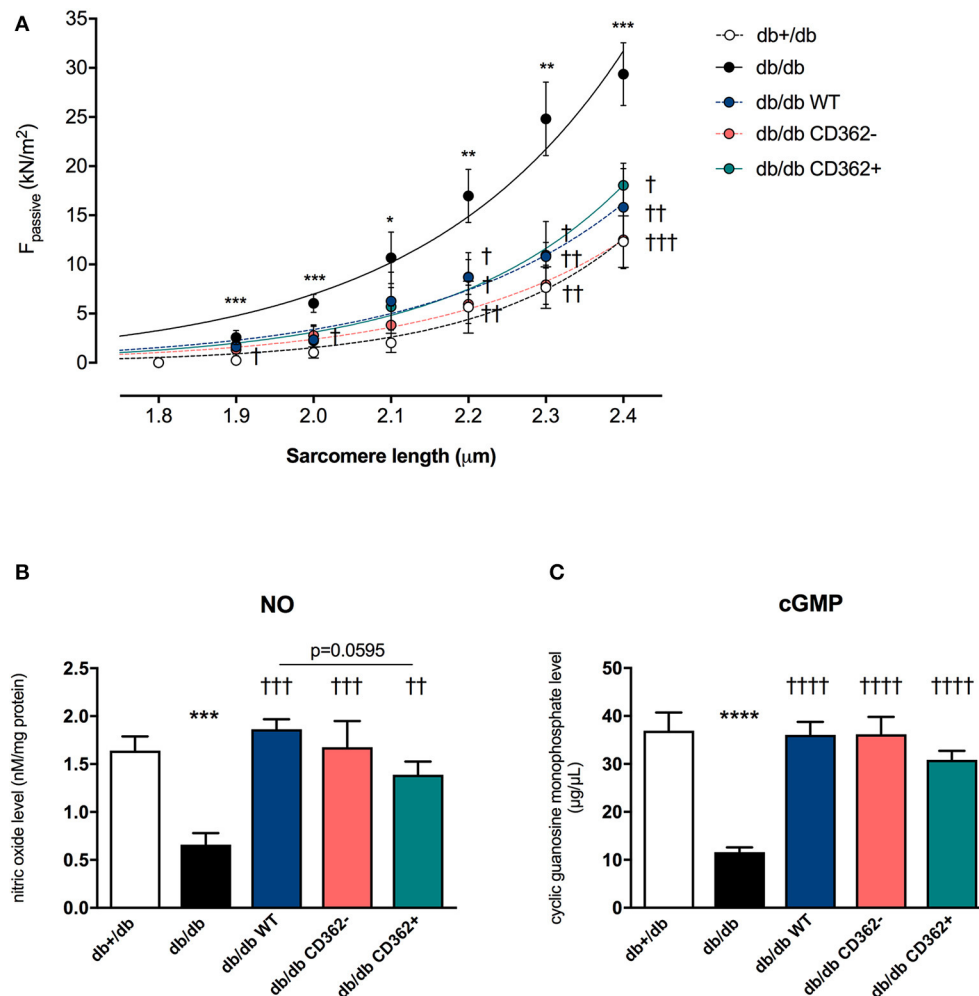 A
35
30
25
20
15
10
5
0
F_passive (kN/m²)
***
***
*
**
**
***
†
†
†
†
††
†
††
††
†
††
†††
1.8 1.9 2.0 2.1 2.2 2.3 2.4
Sarcomere length (μm)
db+/db
db/db
db/db WT
db/db CD362-
db/db CD362+
B
NO
p=0.0595
2.5
2.0
1.5
1.0
0.5
0.0
nitric oxide level (nM/mg protein)
*** ††† ††† ††
db+/db
db/db
db/db WT
db/db CD362-
db/db CD362+
C
cGMP
50
40
30
20
10
0
cyclic guanosine monophosphate level
(μg/μL)
**** †††† †††† ††††
db+/db
db/db
db/db WT
db/db CD362-
db/db CD362+